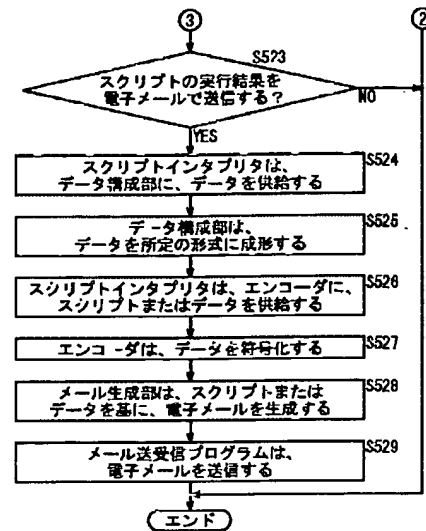 ③
②
S523
スクリプトの実行結果を
電子メールで送信する?
NO
YES
S524
スクリプトインタプリタは、
データ構成部に、データを供給する
S525
データ構成部は、
データを所定の形式に成形する
S526
スクリプトインタプリタは、エンコーダに、
スクリプトまたはデータを供給する
S527
エンコーダは、データを符号化する
S528
メール生成部は、スクリプトまたは
データを基に、電子メールを生成する
S529
メール送受信プログラムは、
電子メールを送信する
エンド